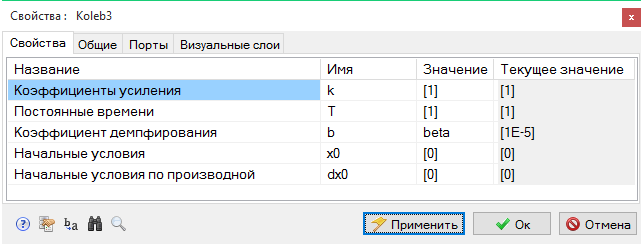 Свойства : Koleb3
Свойства Общие Порты Визуальные слои
Название Имя Значение Текущее значение
Коэффициенты усиления k [1] [1]
Постоянные времени T [1] [1]
Коэффициент демпфирования b beta [1E-5]
Начальные условия x0 [0] [0]
Начальные условия по производной dx0 [0] [0]
Применить Ок Отмена